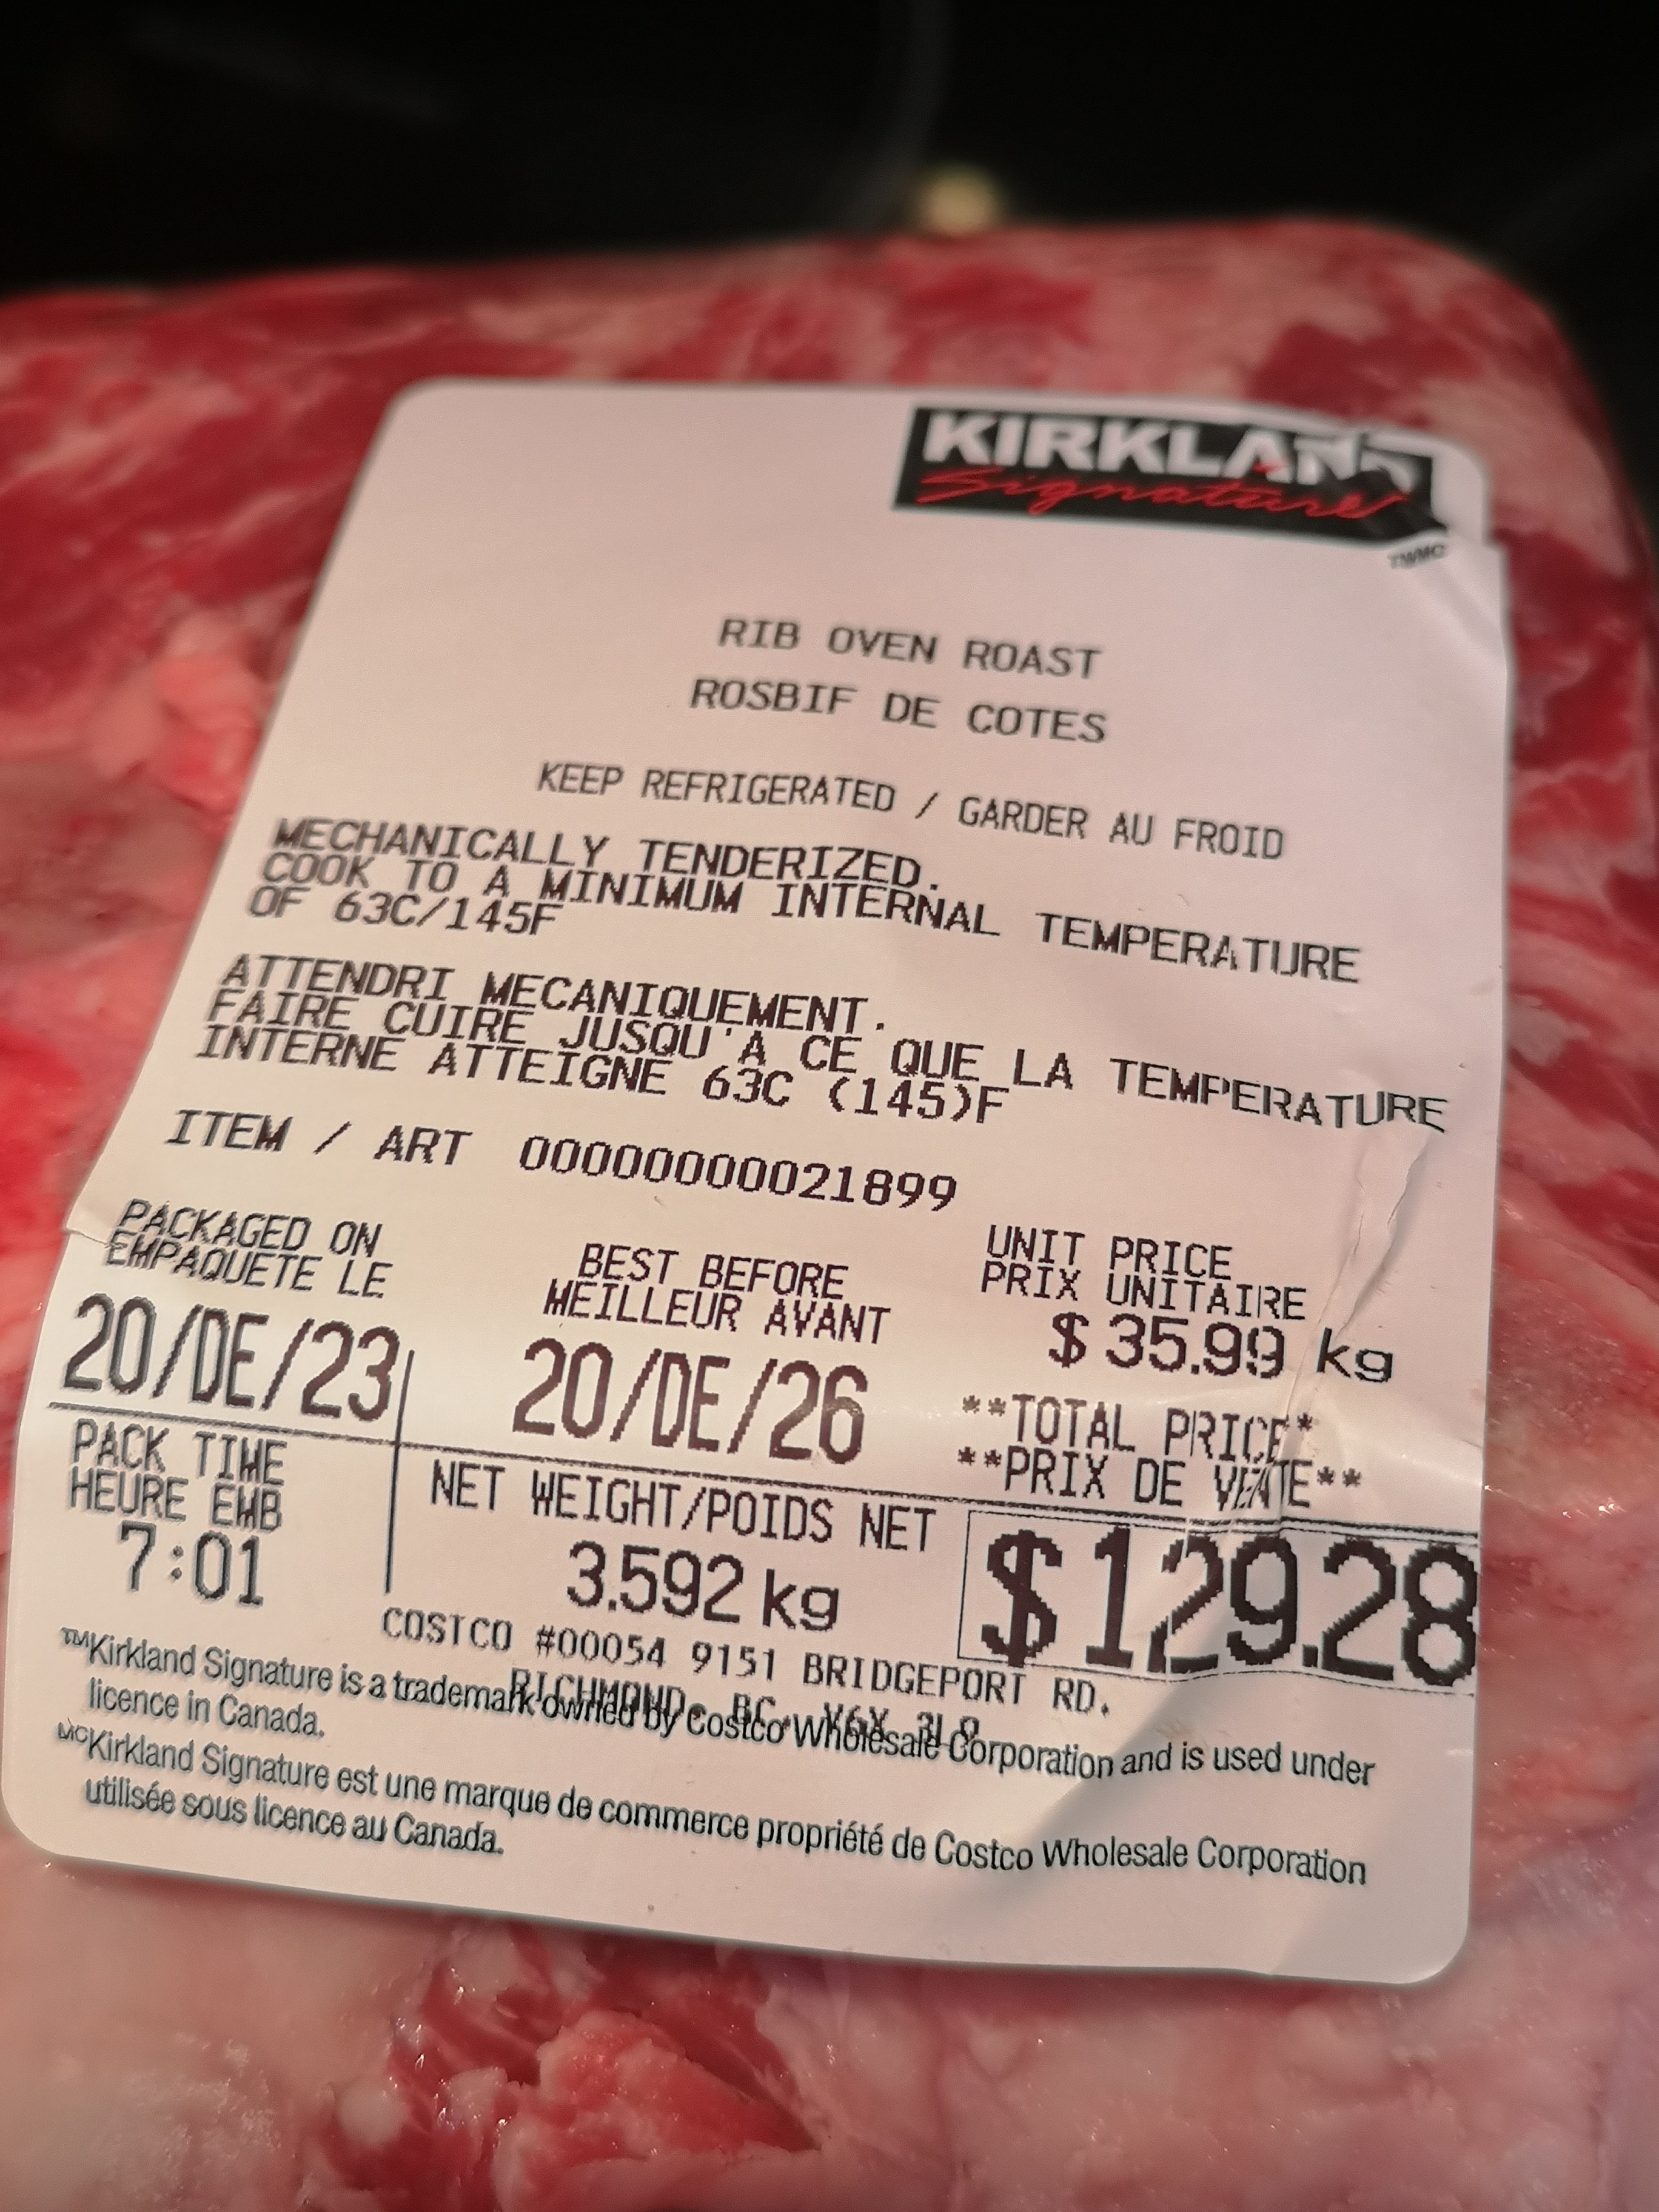 KIRKLAND
Signature
TM/MC
RIB OVEN ROAST
ROSBIF DE COTES
KEEP REFRIGERATED / GARDER AU FROID
MECHANICALLY TENDERIZED.
COOK TO A MINIMUM INTERNAL TEMPERATURE
OF 63C/145F
ATTENDRI MECANIQUEMENT.
FAIRE CUIRE JUSQU'A CE QUE LA TEMPERATURE
INTERNE ATTEIGNE 63C (145)F
ITEM / ART 00000000021899
PACKAGED ON
EMPAQUETE LE
20/DE/23
BEST BEFORE
MEILLEUR AVANT
20/DE/26
UNIT PRICE
PRIX UNITAIRE
$ 35.99 kg
**TOTAL PRICE*
**PRIX DE VENTE**
$129.28
PACK TIME
HEURE EMB
7:01
NET WEIGHT/POIDS NET
3.592 kg
COSTCO #00054 9151 BRIDGEPORT RD.
RICHMOND, BC. V6X 3L9
TMKirkland Signature is a trademark owned by Costco Wholesale Corporation and is used under
licence in Canada.
MCKirkland Signature est une marque de commerce propriété de Costco Wholesale Corporation
utilisée sous licence au Canada.